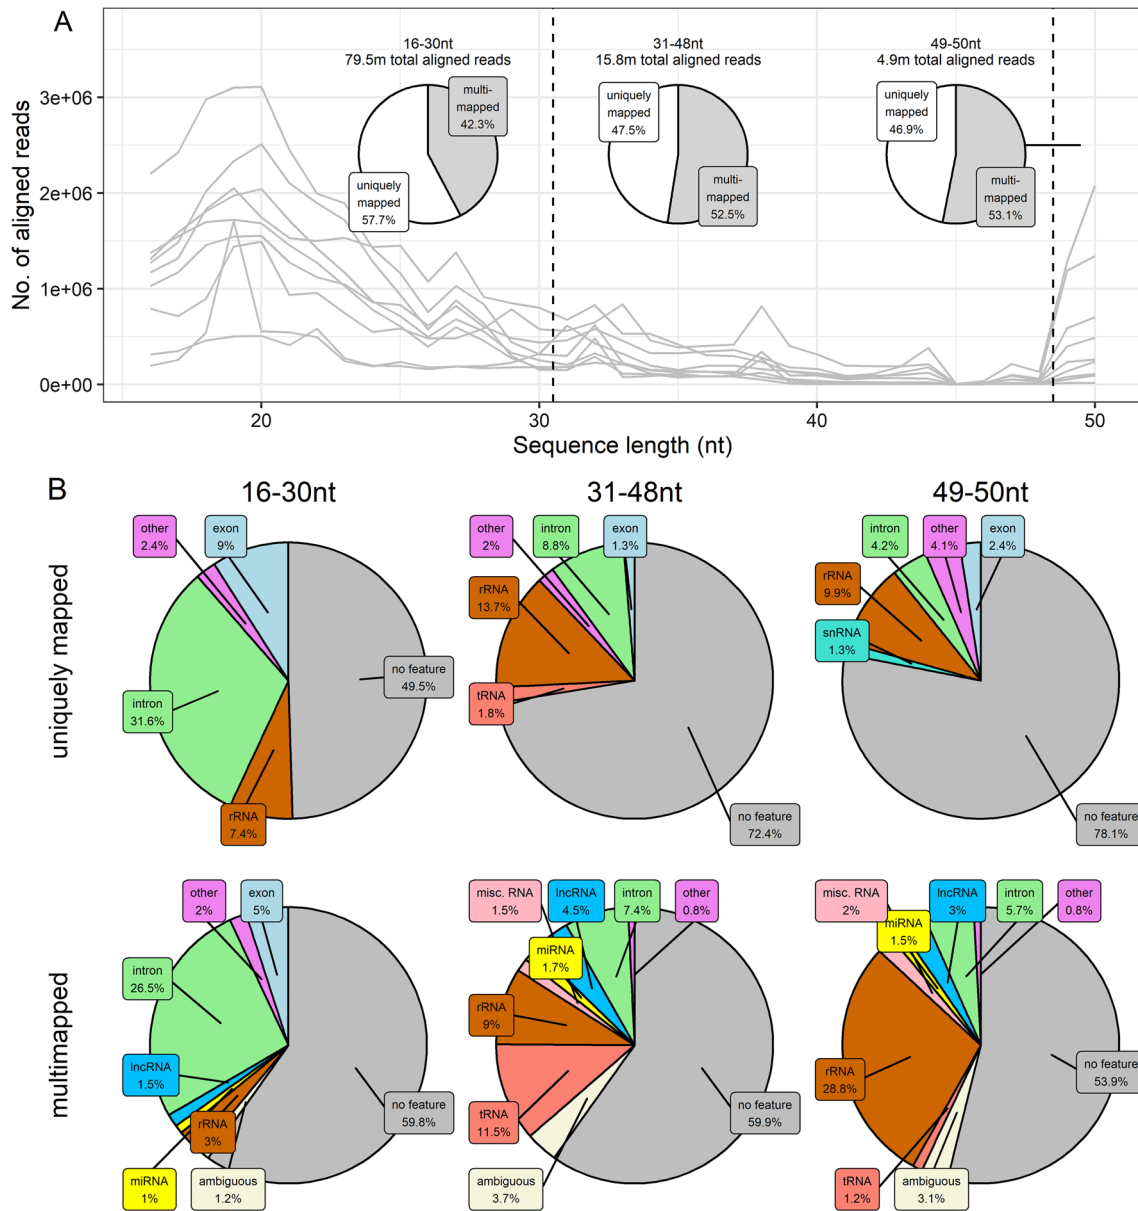 A
16-30nt
79.5m total aligned reads
31-48nt
15.8m total aligned reads
49-50nt
4.9m total aligned reads
multi-
mapped
42.3%
uniquely
mapped
57.7%
uniquely
mapped
47.5%
multi-
mapped
52.5%
uniquely
mapped
46.9%
multi-
mapped
53.1%
No. of aligned reads
3e+06
2e+06
1e+06
0e+00
20
30
40
50
Sequence length (nt)
B
16-30nt
31-48nt
49-50nt
uniquely mapped
other
2.4%
exon
9%
no feature
49.5%
intron
31.6%
rRNA
7.4%
other
2%
intron
8.8%
exon
1.3%
rRNA
13.7%
tRNA
1.8%
no feature
72.4%
intron
4.2%
other
4.1%
exon
2.4%
rRNA
9.9%
snRNA
1.3%
no feature
78.1%
multimapped
other
2%
exon
5%
intron
26.5%
lncRNA
1.5%
rRNA
3%
miRNA
1%
ambiguous
1.2%
no feature
59.8%
misc. RNA
1.5%
lncRNA
4.5%
intron
7.4%
other
0.8%
miRNA
1.7%
rRNA
9%
tRNA
11.5%
ambiguous
3.7%
no feature
59.9%
misc. RNA
2%
lncRNA
3%
intron
5.7%
other
0.8%
miRNA
1.5%
rRNA
28.8%
tRNA
1.2%
ambiguous
3.1%
no feature
53.9%